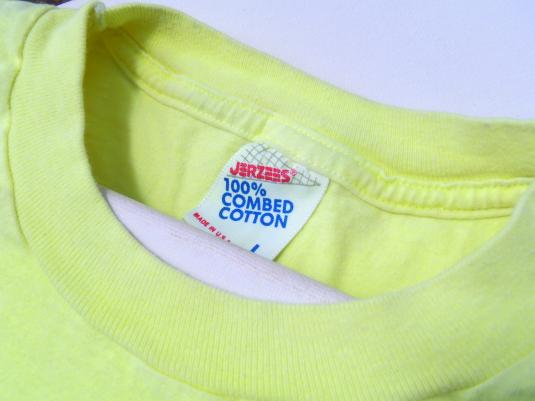 JERZEES®
100%
COMBED
COTTON
MADE IN U.S.A.